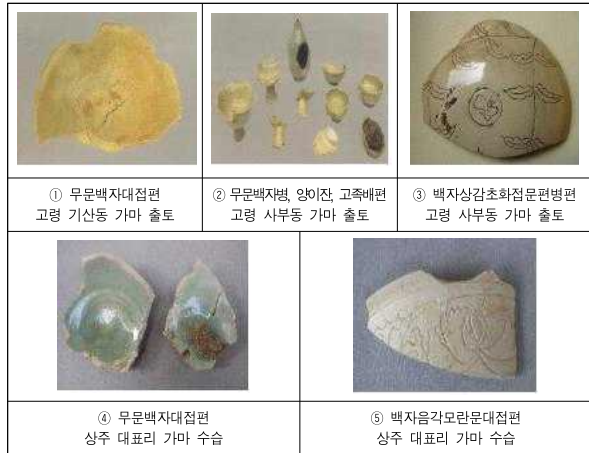 ① 무문백자대접편
고령 기산동 가마 출토
② 무문백자병, 양이잔, 고족배편
고령 사부동 가마 출토
③ 백자상감초화접문편병편
고령 사부동 가마 출토
④ 무문백자대접편
상주 대표리 가마 수습
⑤ 백자음각모란문대접편
상주 대표리 가마 수습